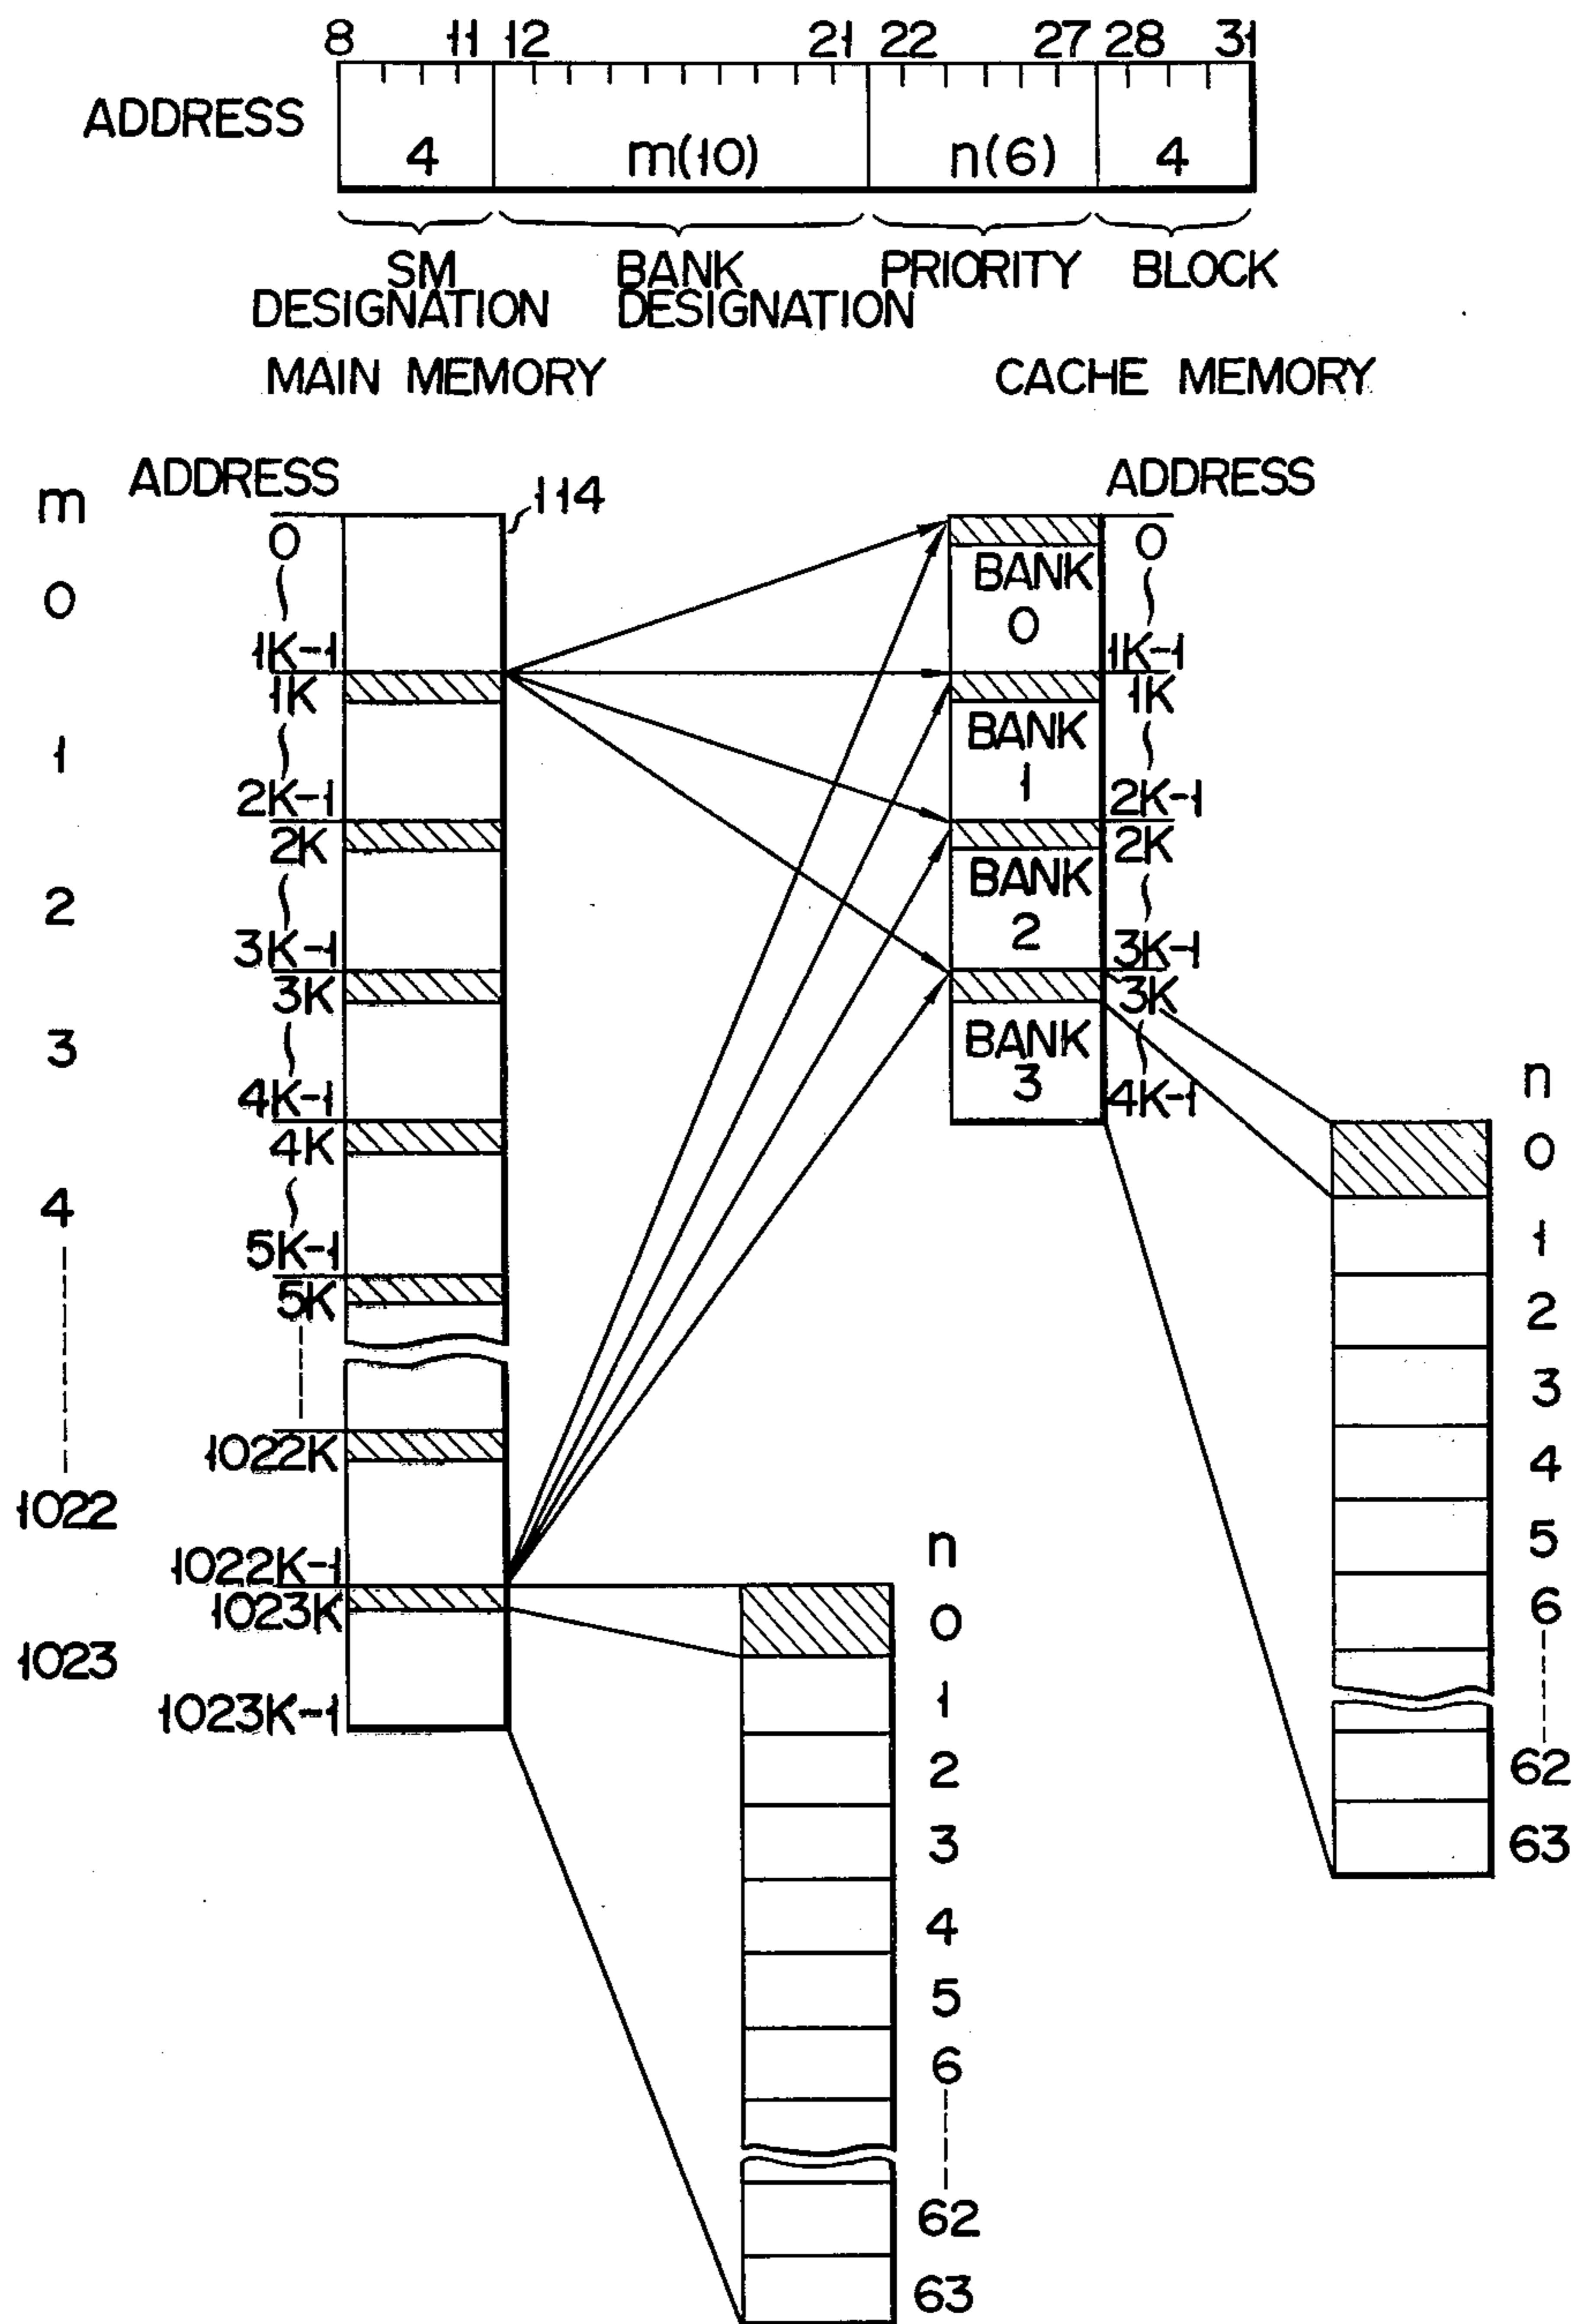 8 11 12 21 22 27 28 31
ADDRESS 4 m(10) n(6) 4
SM DESIGNATION
BANK DESIGNATION
PRIORITY
BLOCK
MAIN MEMORY
m
ADDRESS
114
0
0
1K-1
1K
1
2K-1
2K
2
3K-1
3K
3
4K-1
4K
4
5K-1
5K
1022K
1022
1022K-1
1023K
1023
1023K-1
n
0
1
2
3
4
5
6
62
63
CACHE MEMORY
ADDRESS
BANK 0
0
1K-1
BANK 1
1K
2K-1
BANK 2
2K
3K-1
BANK 3
3K
4K-1
n
0
1
2
3
4
5
6
62
63